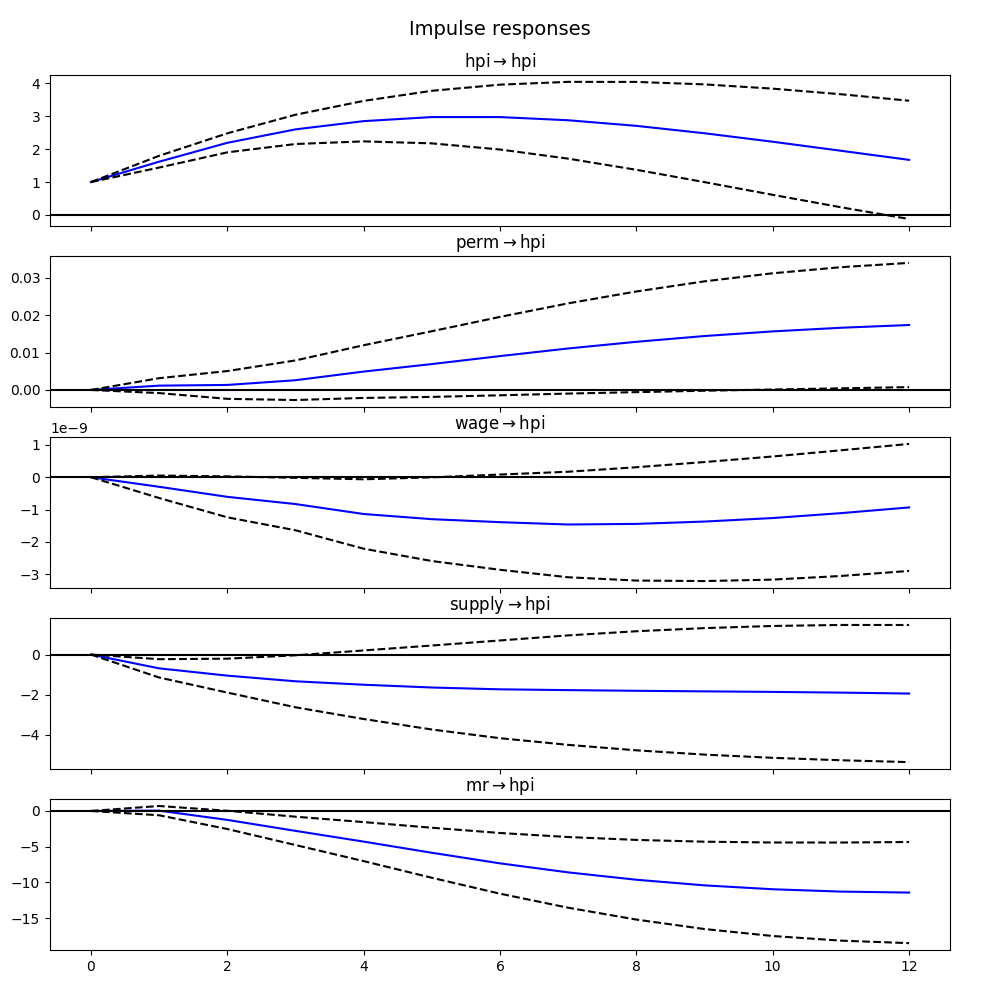 Impulse responses
hpi→hpi
4
3
2
1
0
perm→hpi
0.03
0.02
0.01
0.00
wage→hpi
1e−9
1
0
−1
−2
−3
supply→hpi
0
−2
−4
mr→hpi
0
−5
−10
−15
0 2 4 6 8 10 12